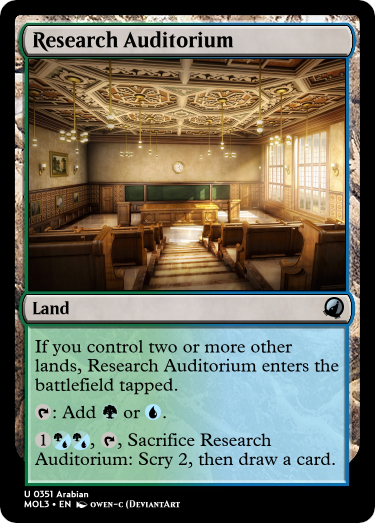 Research Auditorium
Land
If you control two or more other
lands, Research Auditorium enters the
battlefield tapped.
: Add or .
1 , , Sacrifice Research
Auditorium: Scry 2, then draw a card.
U 0351 Arabian
MOL3 • EN owen-c (DeviantArt